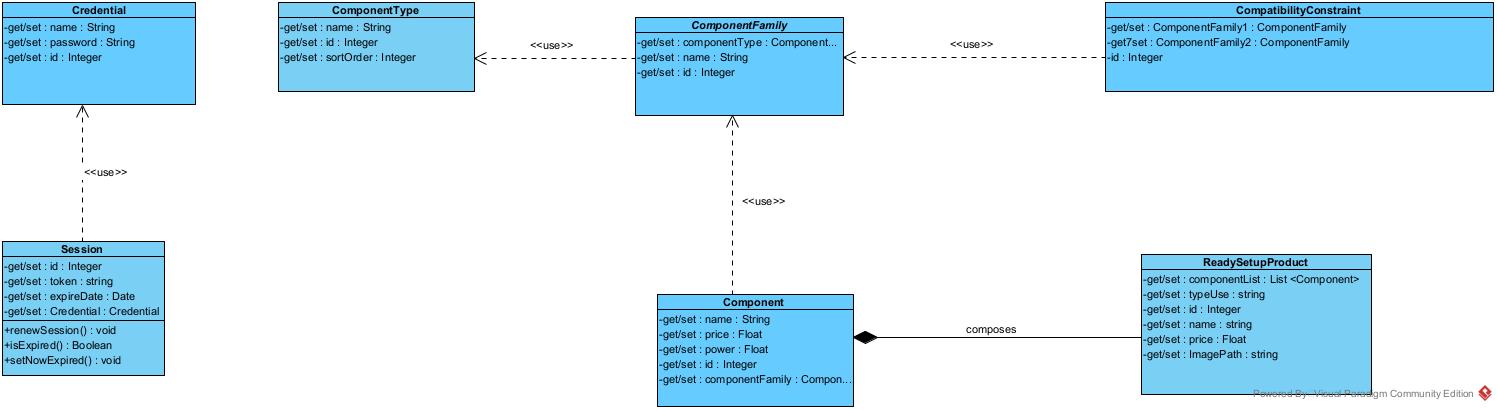 Credential
-get/set : name : String
-get/set : password : String
-get/set : id : Integer
ComponentType
-get/set : name : String
-get/set : id : Integer
-get/set : sortOrder : Integer
<<use>>
ComponentFamily
-get/set : componentType : Component...
-get/set : name : String
-get/set : id : Integer
<<use>>
CompatibilityConstraint
-get/set : ComponentFamily1 : ComponentFamily
-get7set : ComponentFamily2 : ComponentFamily
-id : Integer
<<use>>
<<use>>
Session
-get/set : id : Integer
-get/set : token : string
-get/set : expireDate : Date
-get/set : Credential : Credential
+renewSession() : void
+isExpired() : Boolean
+setNowExpired() : void
Component
-get/set : name : String
-get/set : price : Float
-get/set : power : Float
-get/set : id : Integer
-get/set : componentFamily : Compon...
composes
ReadySetupProduct
-get/set : componentList : List <Component>
-get/set : typeUse : string
-get/set : id : Integer
-get/set : name : string
-get/set : price : Float
-get/set : ImagePath : string
Powered By: Visual Paradigm Community Edition